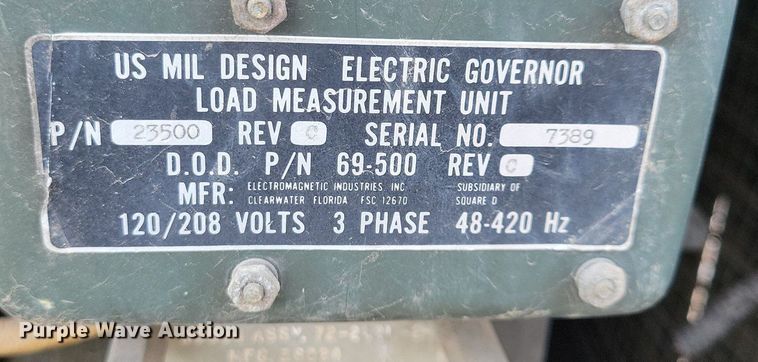 US MIL DESIGN ELECTRIC GOVERNOR
LOAD MEASUREMENT UNIT
P/N 23500 REV C SERIAL NO. 7389
D.O.D. P/N 69-500 REV C
MFR: ELECTROMAGNETIC INDUSTRIES INC. SUBSIDIARY OF
CLEARWATER FLORIDA FSC 12670 SQUARE D
120/208 VOLTS 3 PHASE 48-420 Hz
Purple Wave Auction